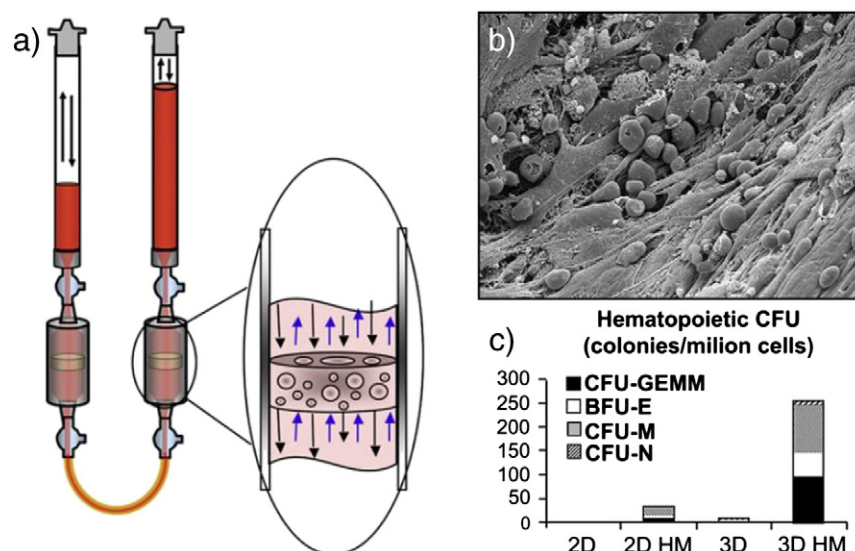 a)
b)
Hematopoietic CFU
(colonies/milion cells)
c)
300
250
200
150
100
50
0
CFU-GEMM
BFU-E
CFU-M
CFU-N
2D
2D HM
3D
3D HM